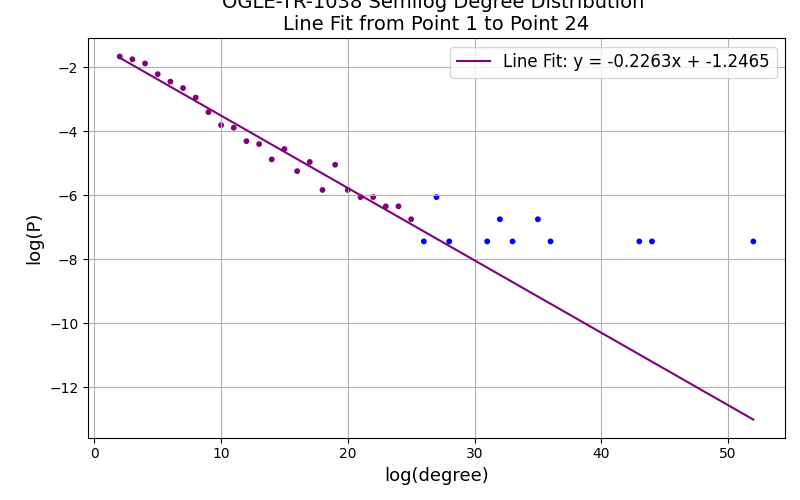 OGLE-TR-1038 Semilog Degree Distribution
Line Fit from Point 1 to Point 24
Line Fit: y = -0.2263x + -1.2465
−2
−4
−6
−8
−10
−12
log(P)
0 10 20 30 40 50
log(degree)